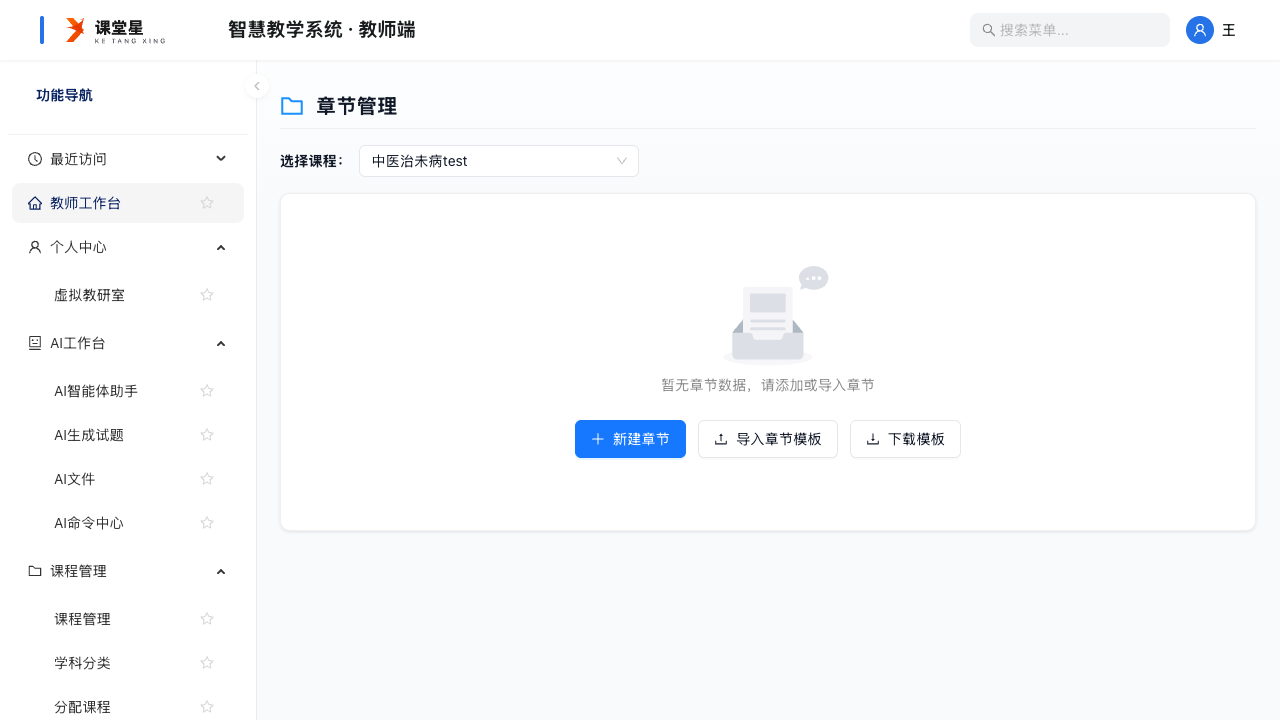 课堂星
KE TANG XING
智慧教学系统 · 教师端
搜索菜单...
王
功能导航
最近访问
教师工作台
个人中心
虚拟教研室
AI工作台
AI智能体助手
AI生成试题
AI文件
AI命令中心
课程管理
课程管理
学科分类
分配课程
章节管理
选择课程：
中医治未病test
暂无章节数据，请添加或导入章节
新建章节
导入章节模板
下载模板